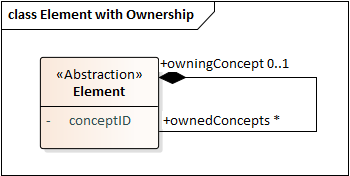 class Element with Ownership
+owningConcept 0..1
«Abstraction»
Element
- conceptID
+ownedConcepts *